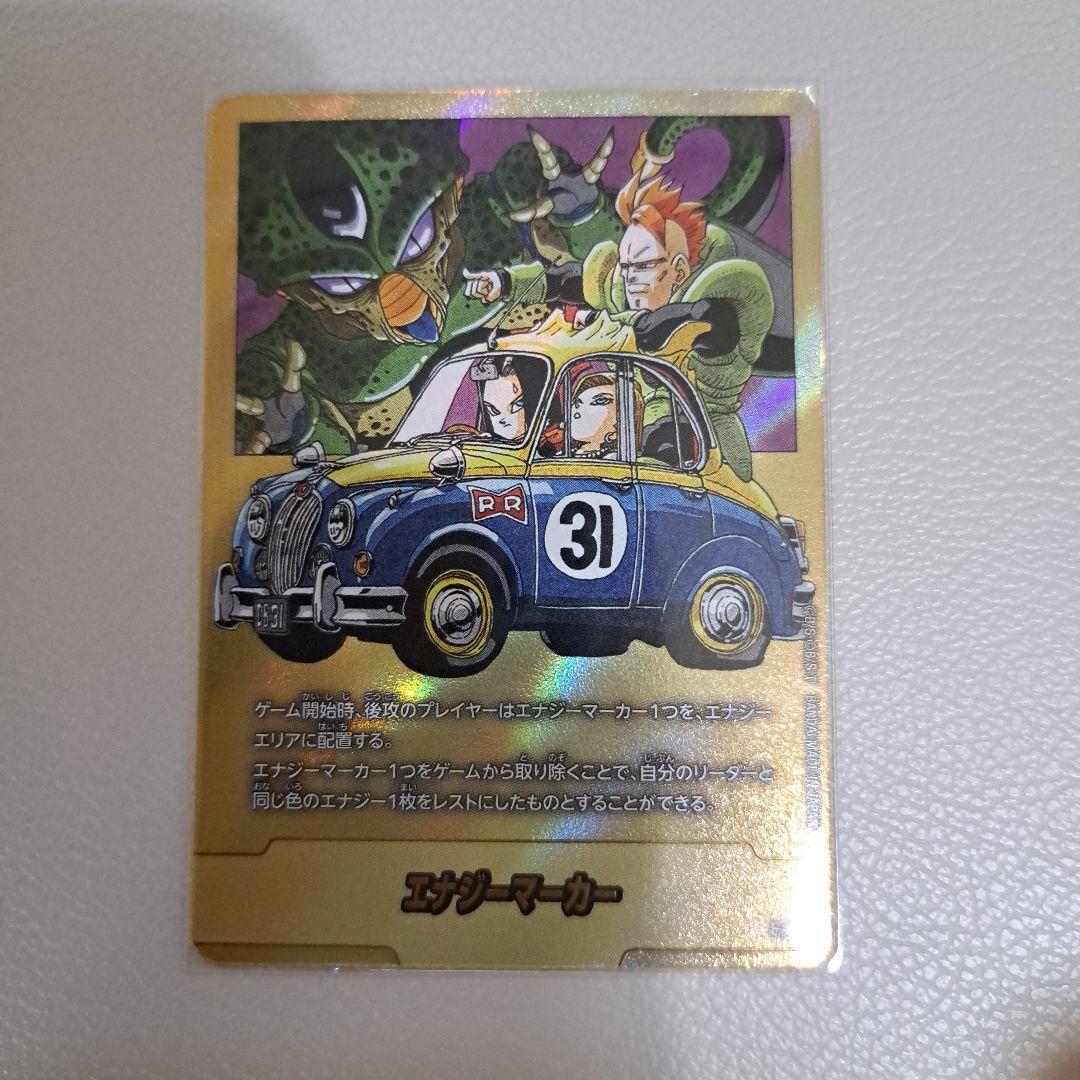 RR
31
C531
ゲーム開始時、後攻のプレイヤーはエナジーマーカー1つを、エナジー
エリアに配置する。
エナジーマーカー1つをゲームから取り除くことで、自分のリーダーと
同じ色のエナジー1枚をレストにしたものとすることができる。
エナジーマーカー